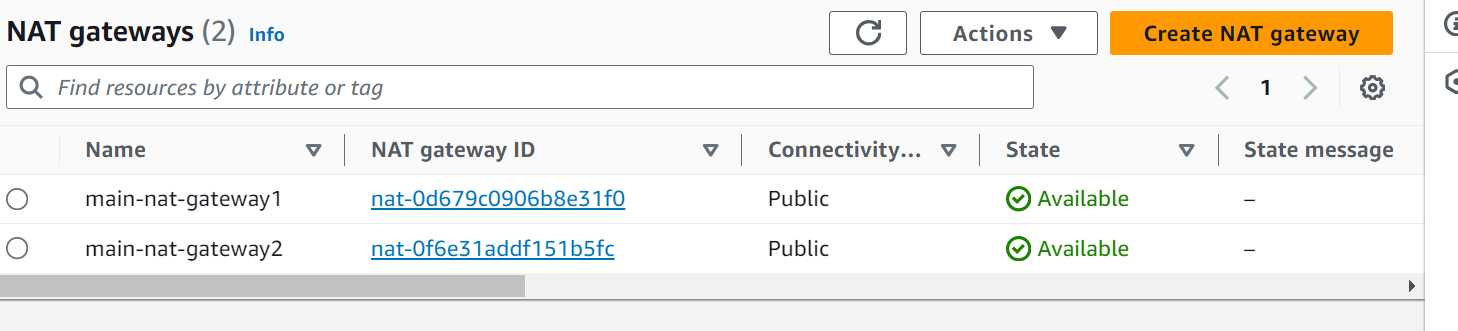 NAT gateways (2) Info
Actions Create NAT gateway
Find resources by attribute or tag
1
Name NAT gateway ID Connectivity... State State message
main-nat-gateway1 nat-0d679c0906b8e31f0 Public Available –
main-nat-gateway2 nat-0f6e31addf151b5fc Public Available –